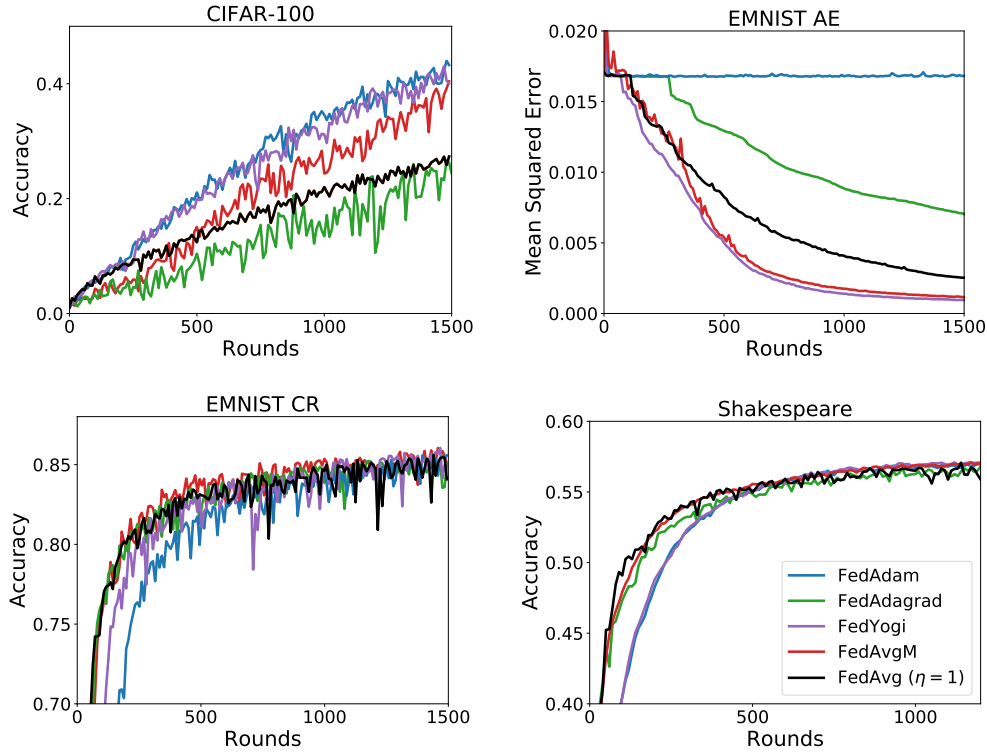 CIFAR-100
Accuracy
0.4
0.2
0.0
0
500
1000
1500
Rounds
EMNIST AE
Mean Squared Error
0.020
0.015
0.010
0.005
0.000
0
500
1000
1500
Rounds
EMNIST CR
Accuracy
0.85
0.80
0.75
0.70
0
500
1000
1500
Rounds
Shakespeare
Accuracy
0.60
0.55
0.50
0.45
0.40
0
500
1000
Rounds
FedAdam
FedAdagrad
FedYogi
FedAvgM
FedAvg (η = 1)